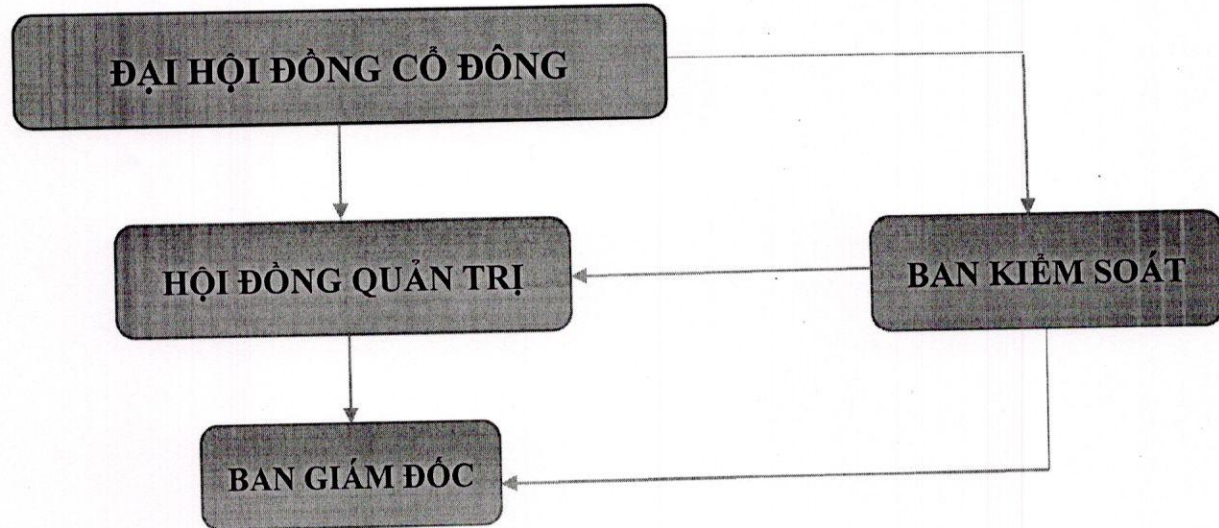 ĐẠI HỘI ĐỒNG CỔ ĐÔNG
HỘI ĐỒNG QUẢN TRỊ
BAN KIỂM SOÁT
BAN GIÁM ĐỐC